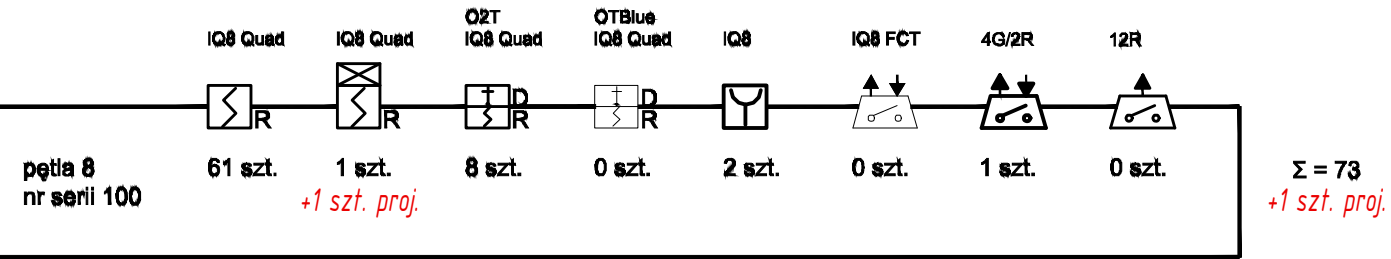 IQ8 Quad
IQ8 Quad
O2T
IQ8 Quad
OTBlue
IQ8 Quad
IQ8
IQ8 FCT
4G/2R
12R
R
R
D
R
D
R
pętla 8
nr serii 100
61 szt.
1 szt.
+1 szt. proj.
8 szt.
0 szt.
2 szt.
0 szt.
1 szt.
0 szt.
Σ = 73
+1 szt. proj.